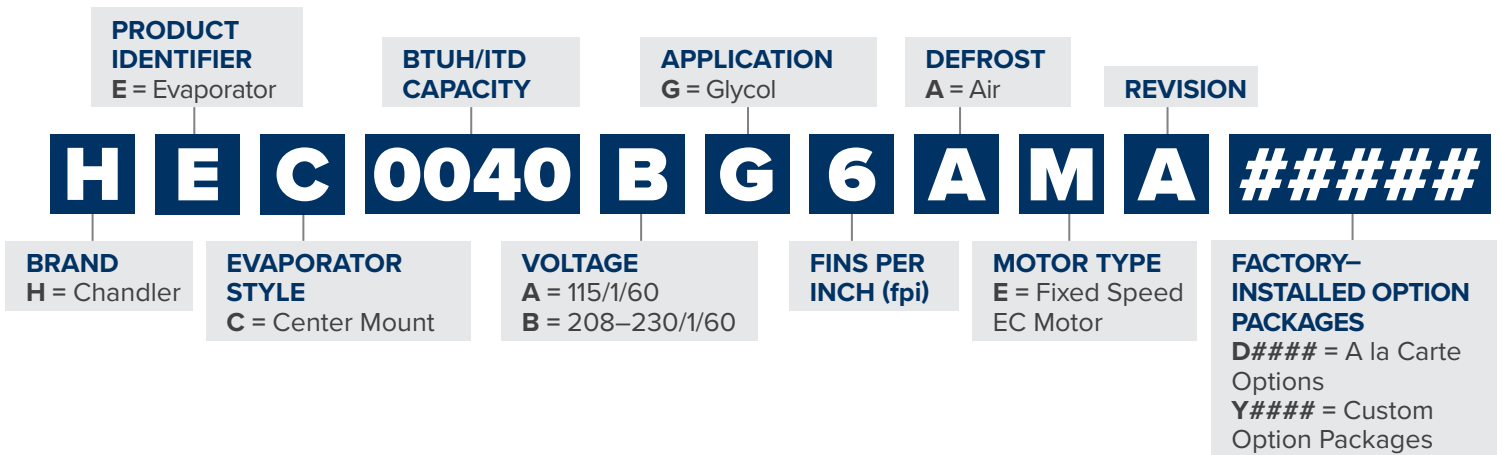 PRODUCT
IDENTIFIER
E = Evaporator
BTUH/ITD
CAPACITY
APPLICATION
G = Glycol
DEFROST
A = Air
REVISION
H E C 0040 B G 6 A M A #####
BRAND
H = Chandler
EVAPORATOR
STYLE
C = Center Mount
VOLTAGE
A = 115/1/60
B = 208–230/1/60
FINS PER
INCH (fpi)
MOTOR TYPE
E = Fixed Speed
EC Motor
FACTORY–
INSTALLED OPTION
PACKAGES
D#### = A la Carte
Options
Y#### = Custom
Option Packages